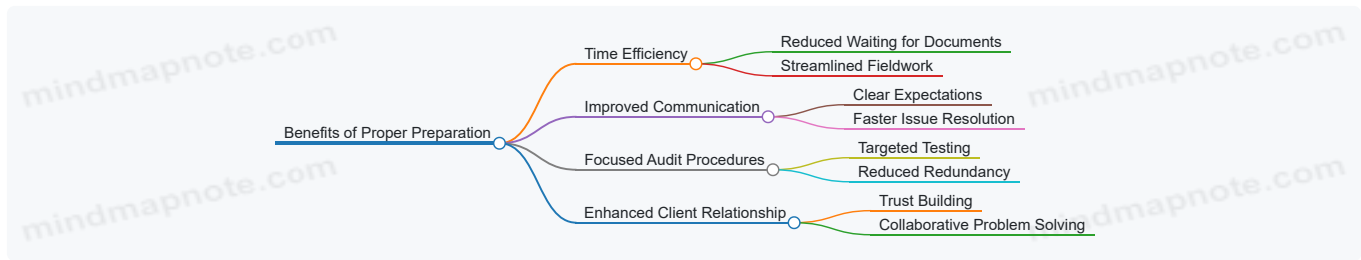 mindmapnote.com
mindmapnote.com
Time Efficiency
Reduced Waiting for Documents
Streamlined Fieldwork
Improved Communication
Clear Expectations
Faster Issue Resolution
Benefits of Proper Preparation
Focused Audit Procedures
Targeted Testing
Reduced Redundancy
Enhanced Client Relationship
Trust Building
Collaborative Problem Solving
mindmapnote.com
mindmapnote.com